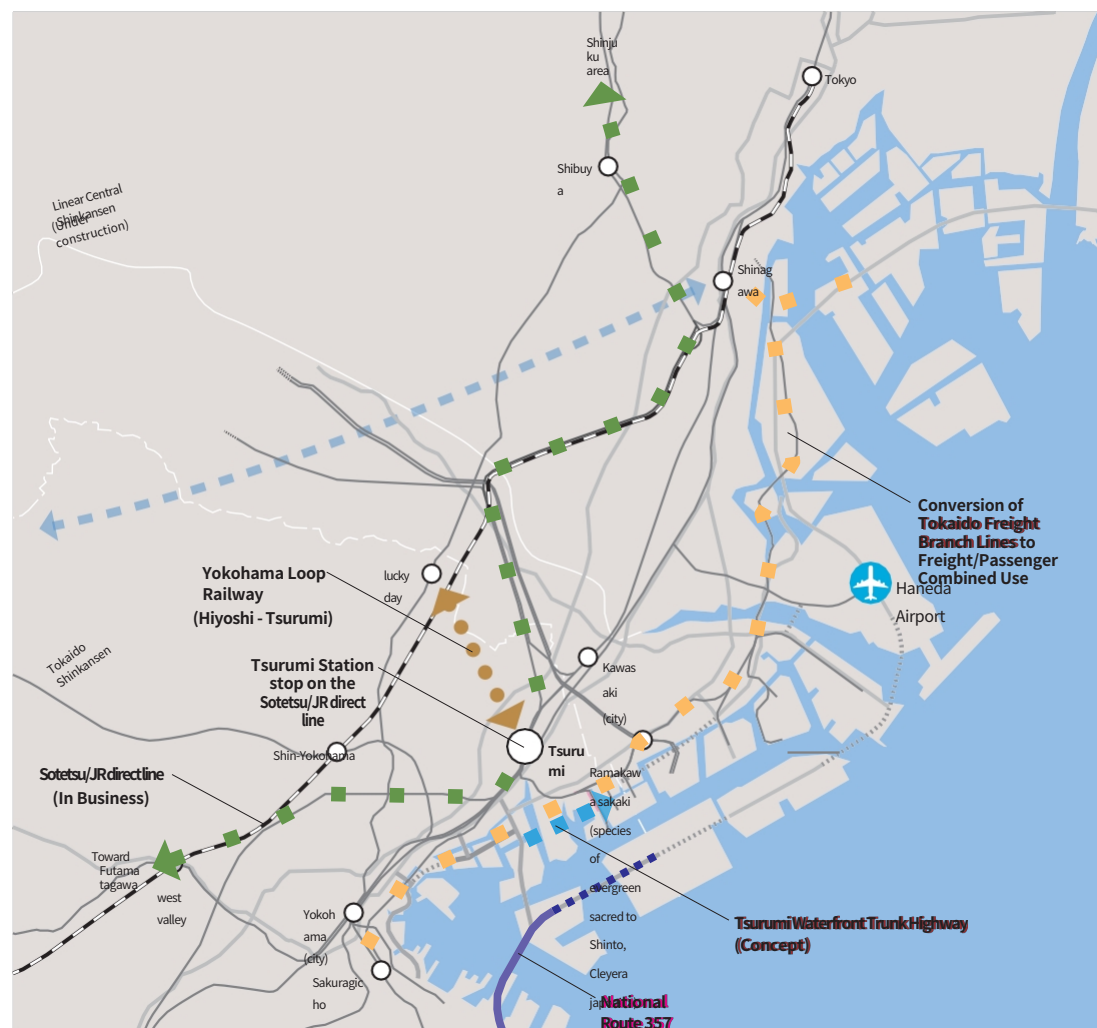 Shinju
ku
area
Tokyo
Shibuy
a
Linear Central
Shinkansen
(Under
construction)
Shinag
awa
Conversion of
Tokaido Freight
Branch Lines to
Freight/Passenger
Combined Use
Haneda
Airport
Yokohama Loop
Railway
(Hiyoshi - Tsurumi)
lucky
day
Tokaido
Shinkansen
Tsurumi Station
stop on the
Sotetsu/JR direct
line
Kawas
aki
(city)
Shin-Yokohama
Tsuru
mi
Sotetsu/JR direct line
(In Business)
Ramakaw
a sakaki
(species
of
evergreen
sacred to
Shinto,
Cleyera
Toward
Futama
tagawa
west
valley
Yokoh
ama
(city)
Sakuragic
ho
Tsurumi Waterfront Trunk Highway
(Concept)
National
Route 357